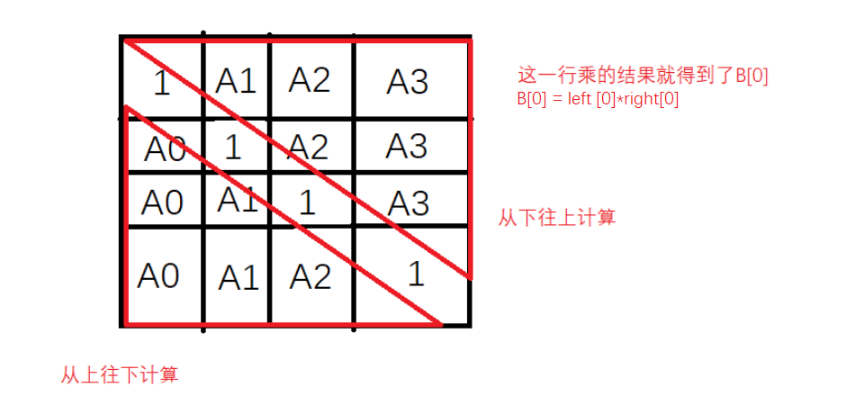 1 A1 A2 A3
这一行乘的结果就得到了B[0]
B[0] = left [0]*right[0]
A0 1 A2 A3
A0 A1 1 A3
从下往上计算
A0 A1 A2 1
从上往下计算